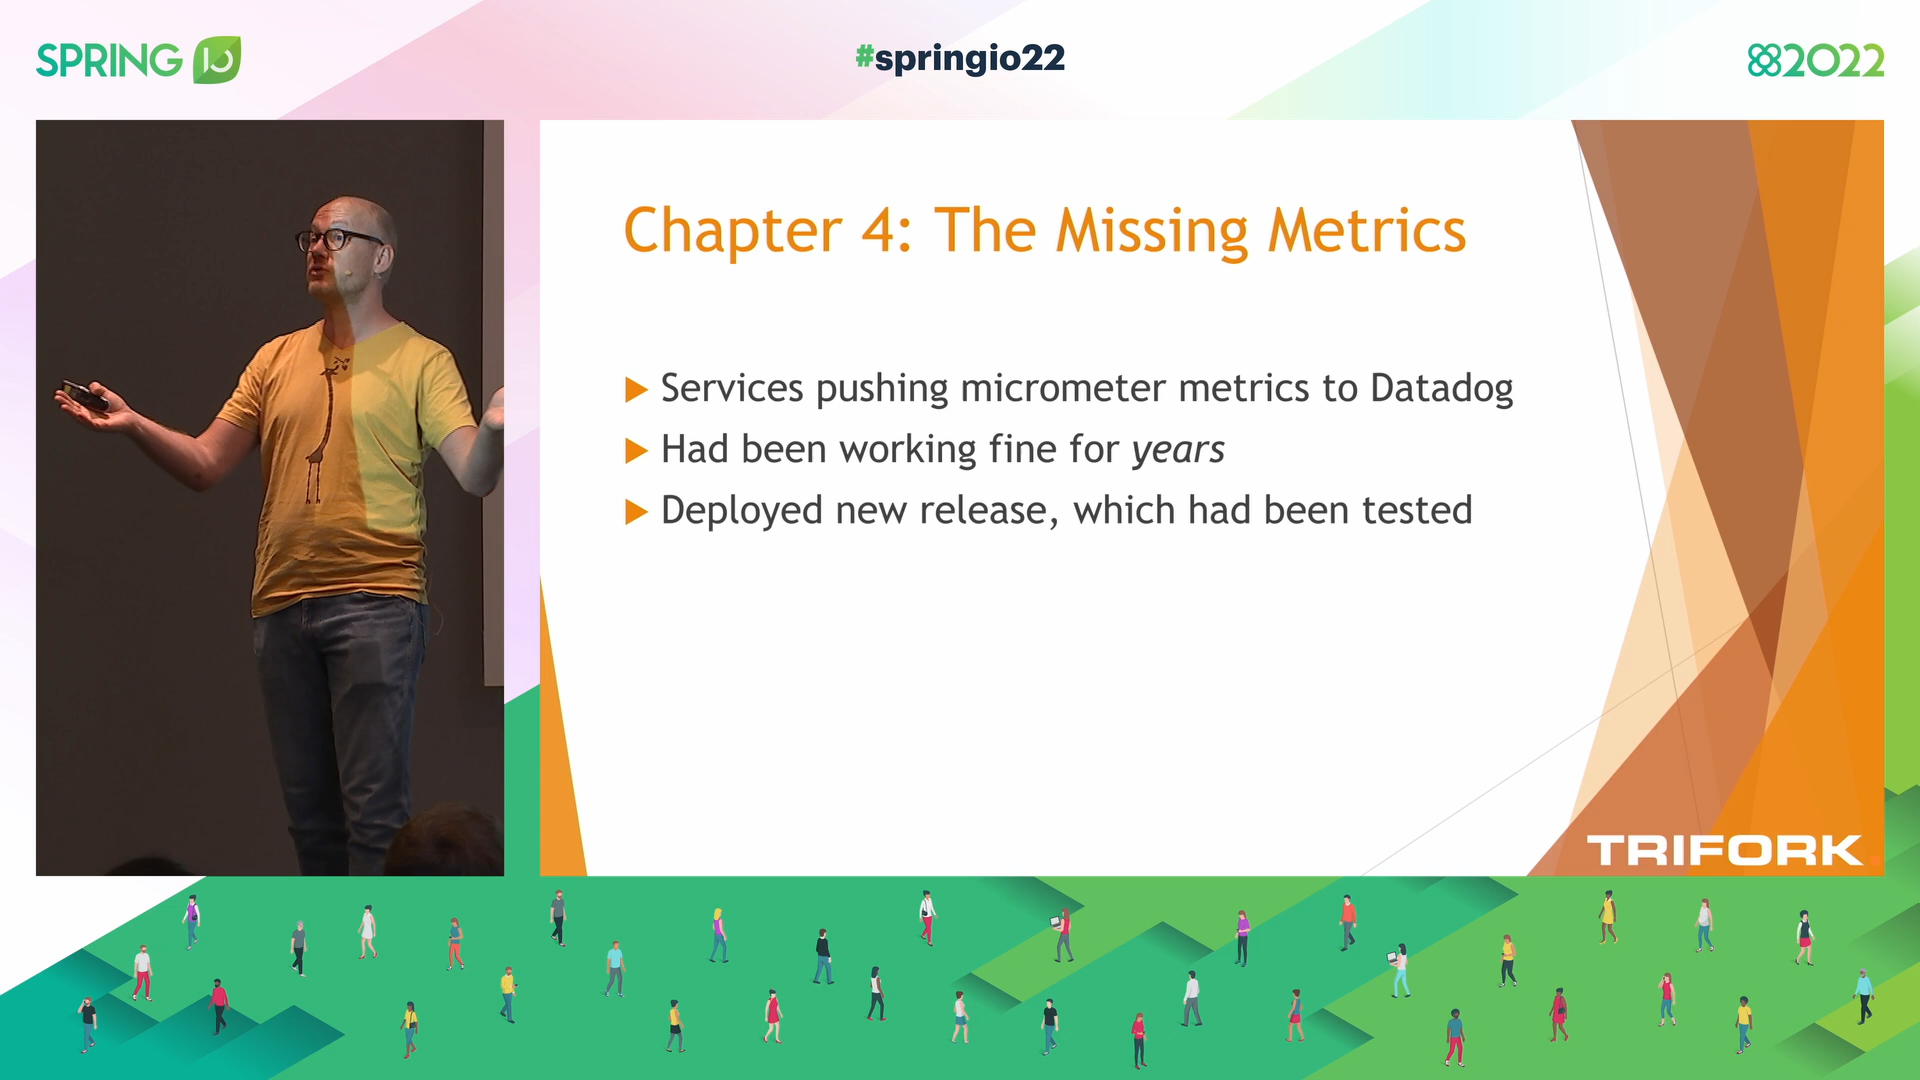 SPRING IO
#springio22
2022
Chapter 4: The Missing Metrics
Services pushing micrometer metrics to Datadog
Had been working fine for years
Deployed new release, which had been tested
TRIFORK